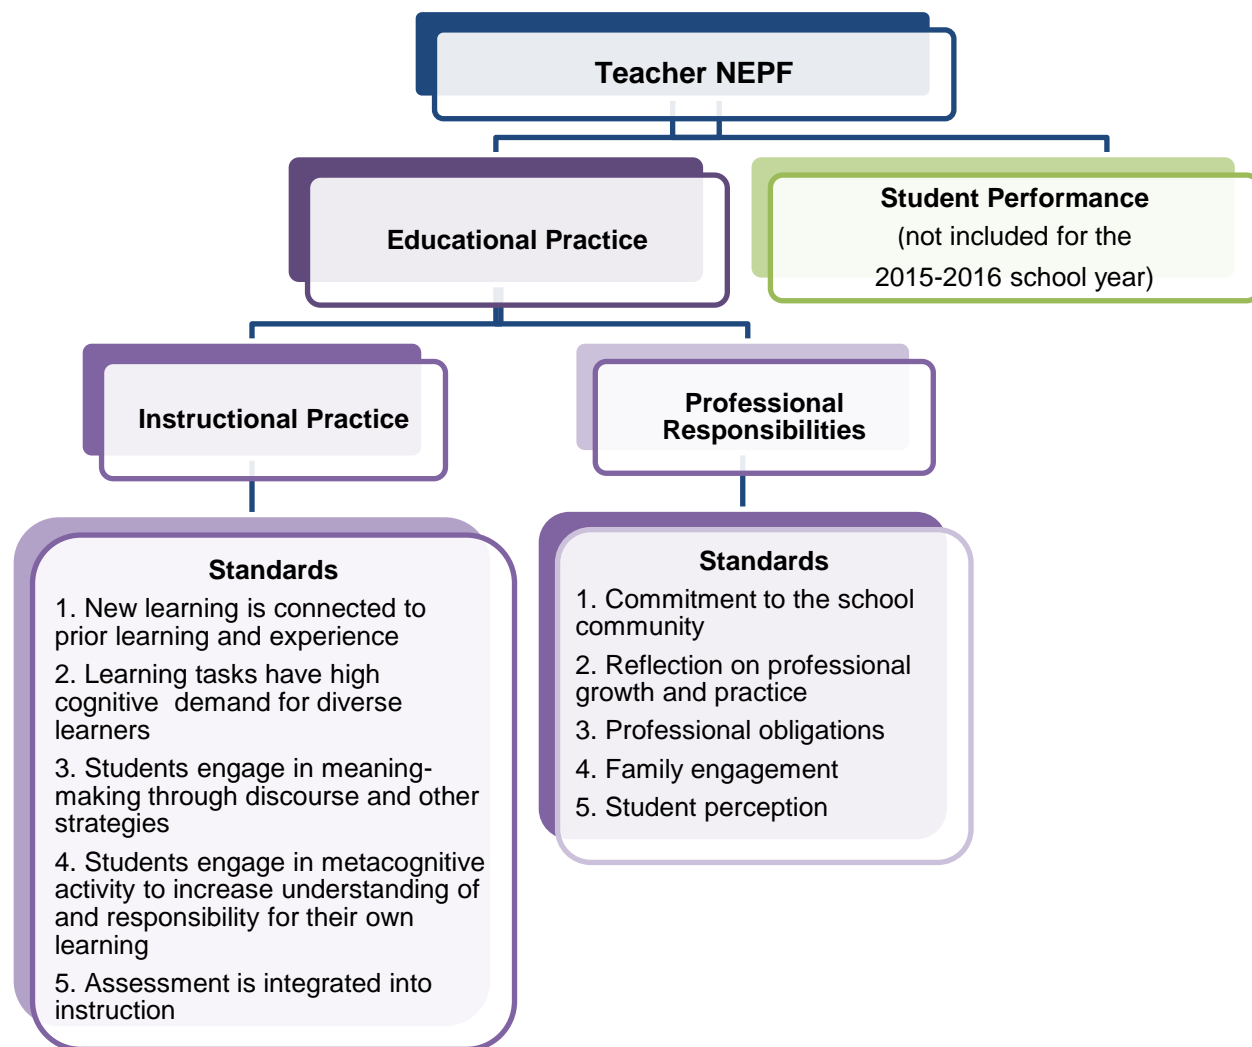 Teacher NEPF
Educational Practice
Student Performance
(not included for the
2015-2016 school year)
Instructional Practice
Professional
Responsibilities
Standards
1. New learning is connected to
prior learning and experience
2. Learning tasks have high
cognitive  demand for diverse
learners
3. Students engage in meaning-
making through discourse and other
strategies
4. Students engage in metacognitive
activity to increase understanding of
and responsibility for their own
learning
5. Assessment is integrated into
instruction
Standards
1. Commitment to the school
community
2. Reflection on professional
growth and practice
3. Professional obligations
4. Family engagement
5. Student perception